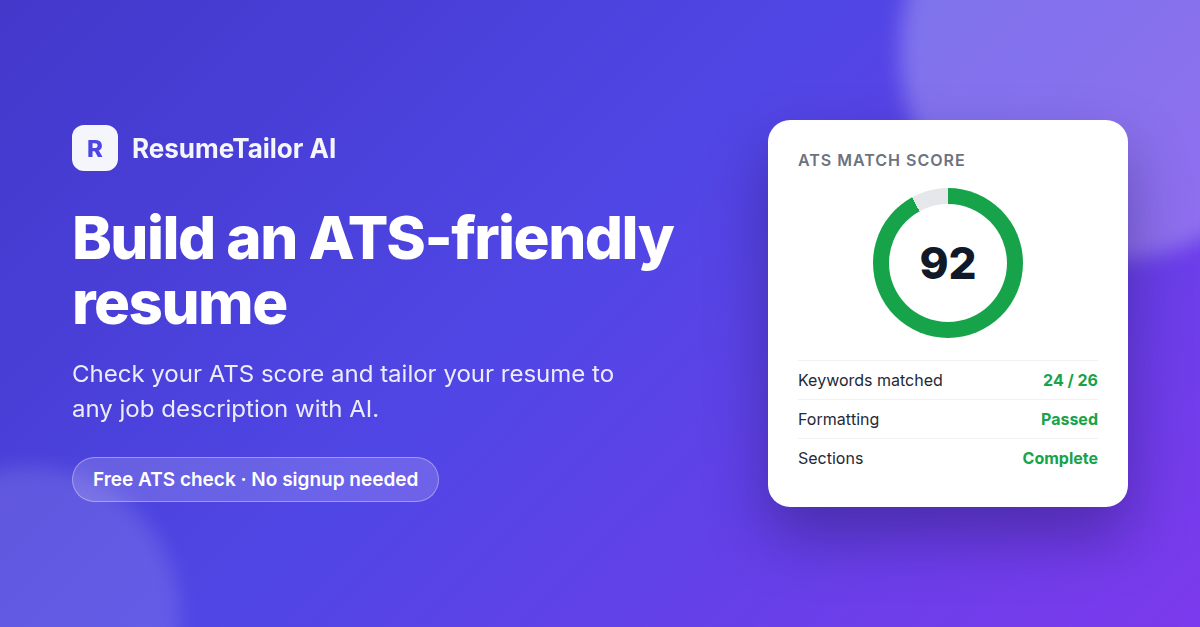 R
ResumeTailor AI
Build an ATS-friendly
resume
Check your ATS score and tailor your resume to
any job description with AI.
Free ATS check · No signup needed
ATS MATCH SCORE
92
Keywords matched 24 / 26
Formatting Passed
Sections Complete